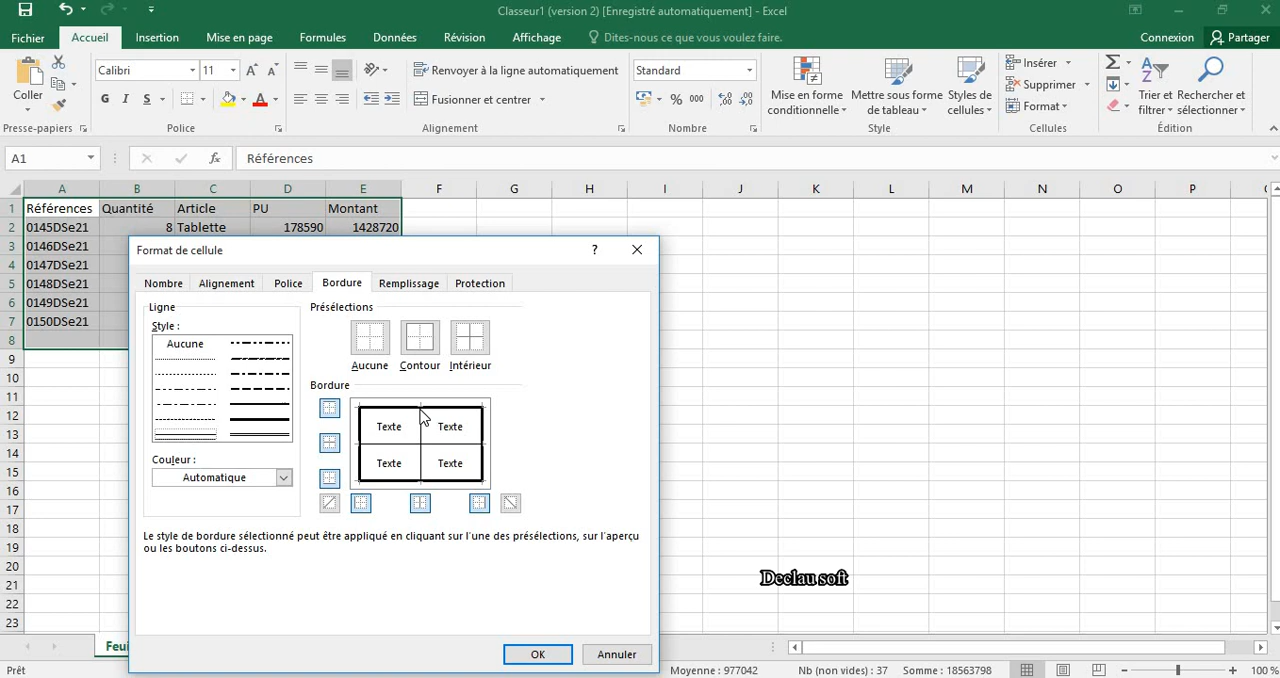 Classeur1 (version 2) [Enregistré automatiquement] - Excel
Fichier Accueil Insertion Mise en page Formules Données Révision Affichage Dites-nous ce que vous voulez faire. Connexion Partager
Coller
Presse-papiers
Calibri 11
G I S A
Police
Renvoyer à la ligne automatiquement
Fusionner et centrer
Alignement
Standard
% 000
Nombre
Mise en forme conditionnelle
Mettre sous forme de tableau
Styles de cellules
Style
Insérer
Supprimer
Format
Cellules
Trier et filtrer
Rechercher et sélectionner
Édition
A1 fx Références
A B C D E F G H I J K L M N O P Q
1 Références Quantité Article PU Montant
2 0145DSe21 8 Tablette 178590 1428720
3 0146DSe21
4 0147DSe21
5 0148DSe21
6 0149DSe21
7 0150DSe21
8
9
10
11
12
13
14
15
16
17
18
19
20
21
22
23
Format de cellule ?
Nombre Alignement Police Bordure Remplissage Protection
Ligne
Style :
Aucune
Couleur :
Automatique
Présélections
Aucune Contour Intérieur
Bordure
Texte Texte
Texte Texte
Le style de bordure sélectionné peut être appliqué en cliquant sur l'une des présélections, sur l'aperçu
ou les boutons ci-dessus.
OK Annuler
Declau soft
Feui
Prêt Moyenne : 977042 Nb (non vides) : 37 Somme : 18563798 100 %